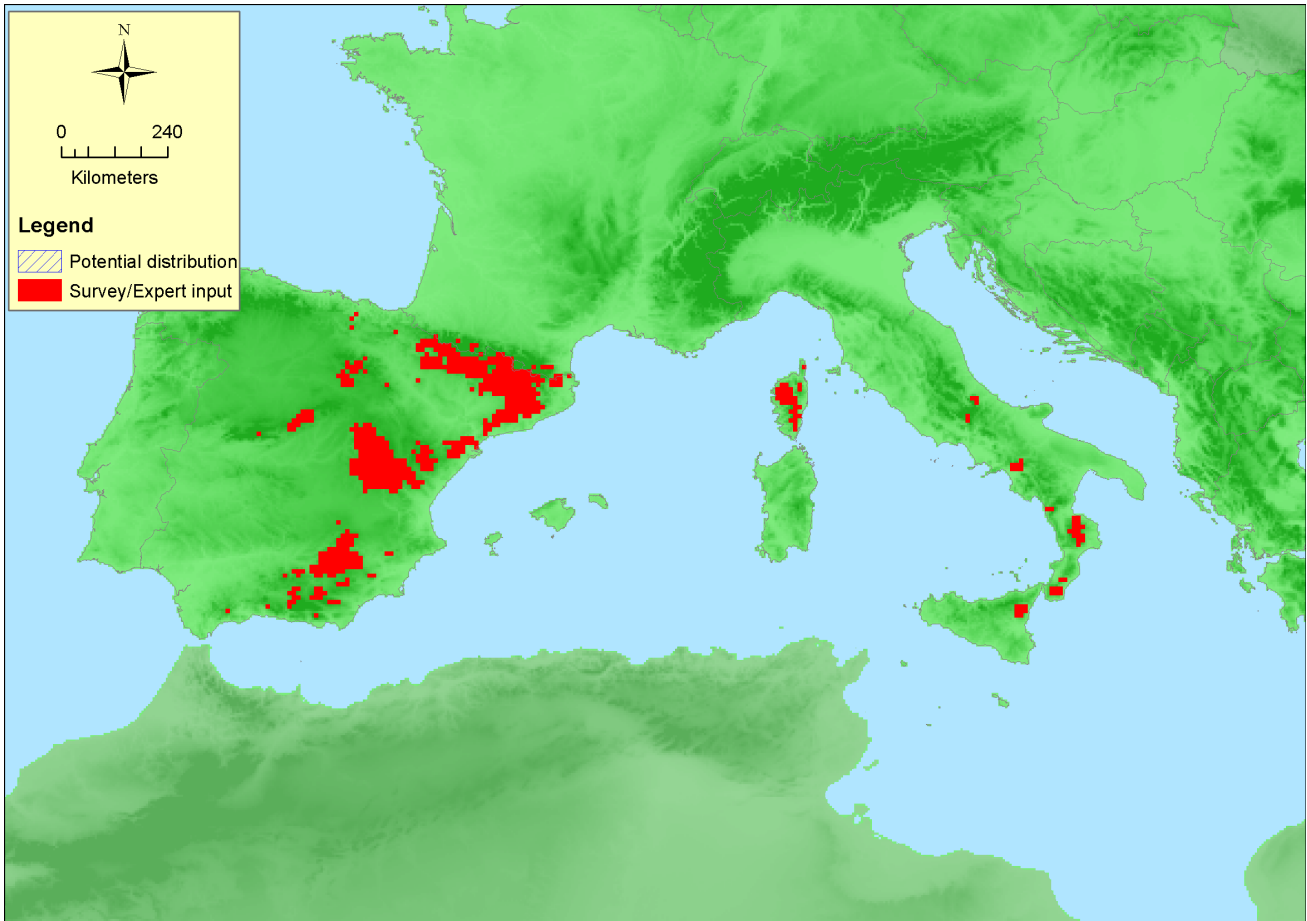 N
0 240
Kilometers
Legend
Potential distribution
Survey/Expert input